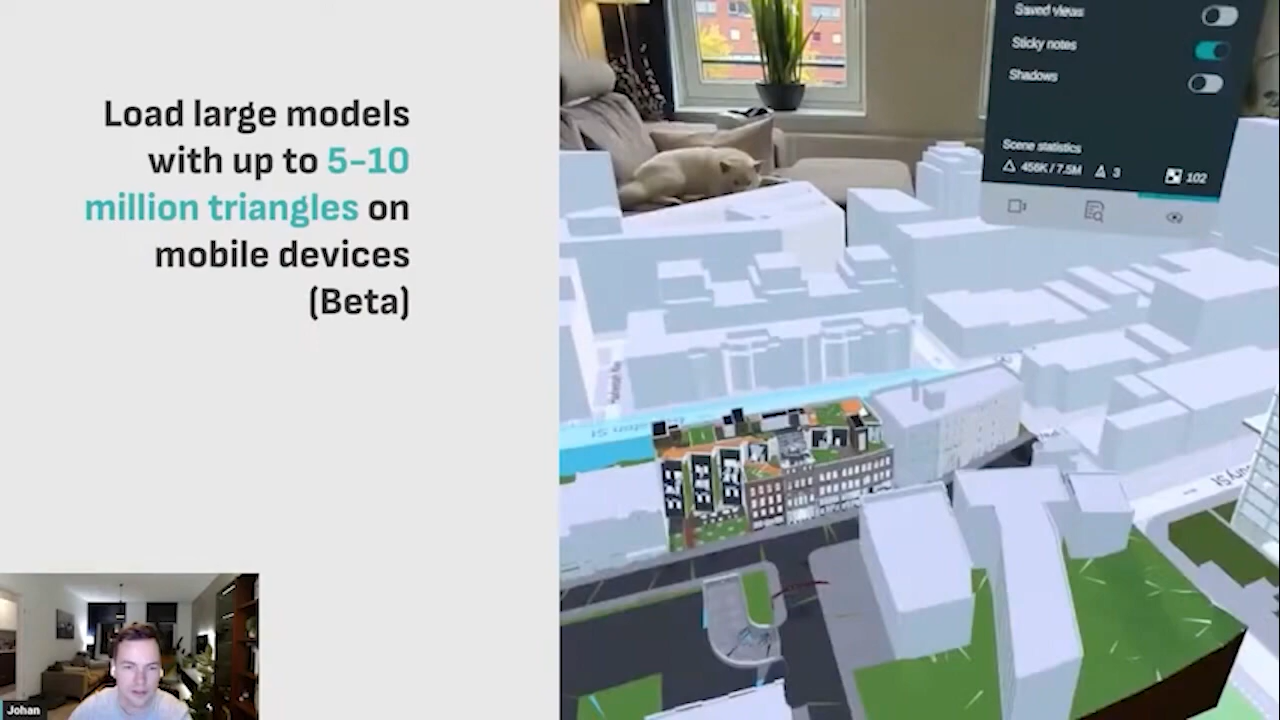 Load large models
with up to 5-10
million triangles on
mobile devices
(Beta)
Saved views
Sticky notes
Shadows
Scene statistics
456K / 7.5M
3
102
Johan